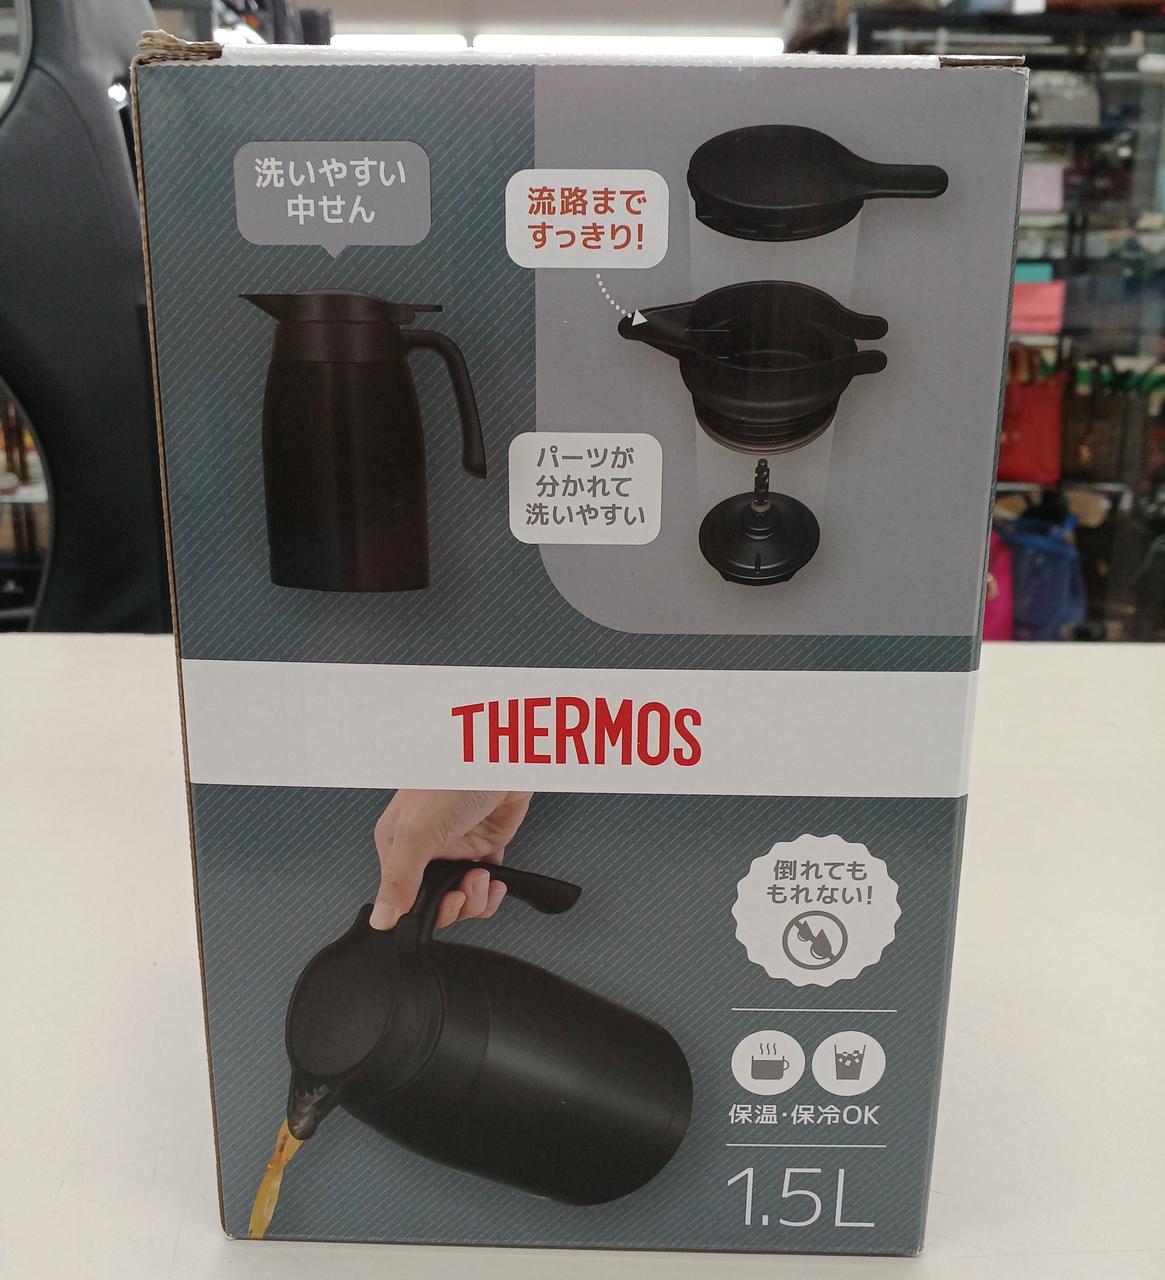 洗いやすい
中せん
流路まで
すっきり!
パーツが
分かれて
洗いやすい
THERMOS
倒れても
もれない!
保温・保冷OK
1.5L